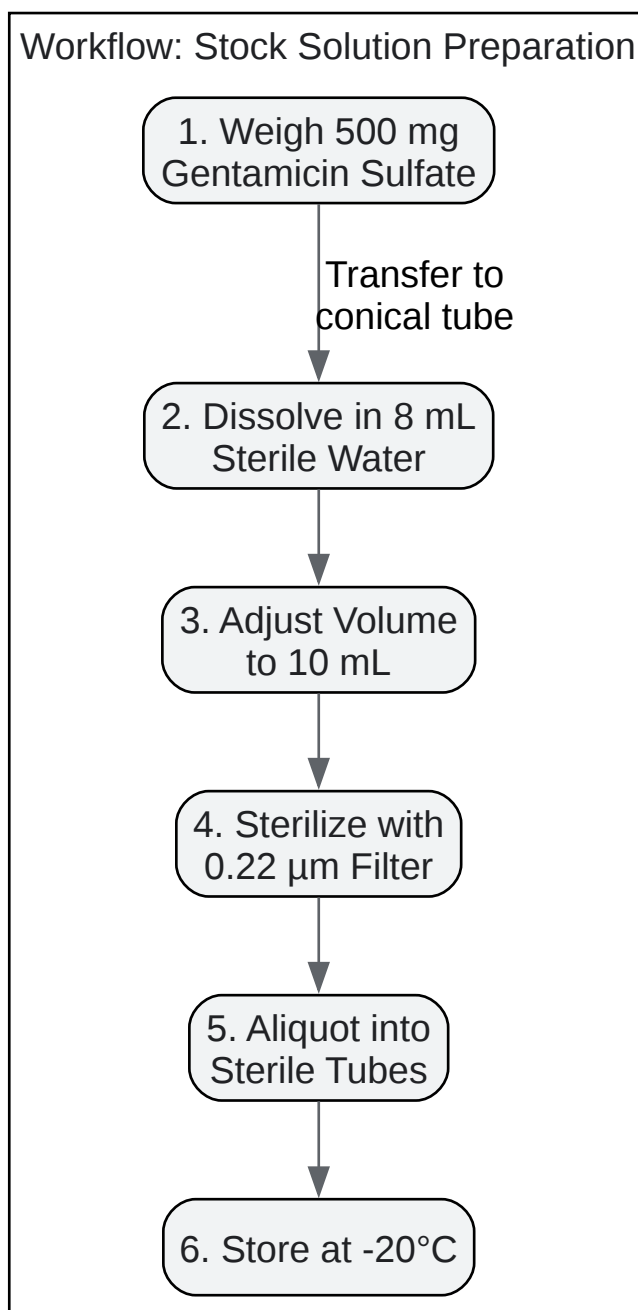 Workflow: Stock Solution Preparation
1. Weigh 500 mg
Gentamicin Sulfate
Transfer to
conical tube
2. Dissolve in 8 mL
Sterile Water
3. Adjust Volume
to 10 mL
4. Sterilize with
0.22 µm Filter
5. Aliquot into
Sterile Tubes
6. Store at -20°C